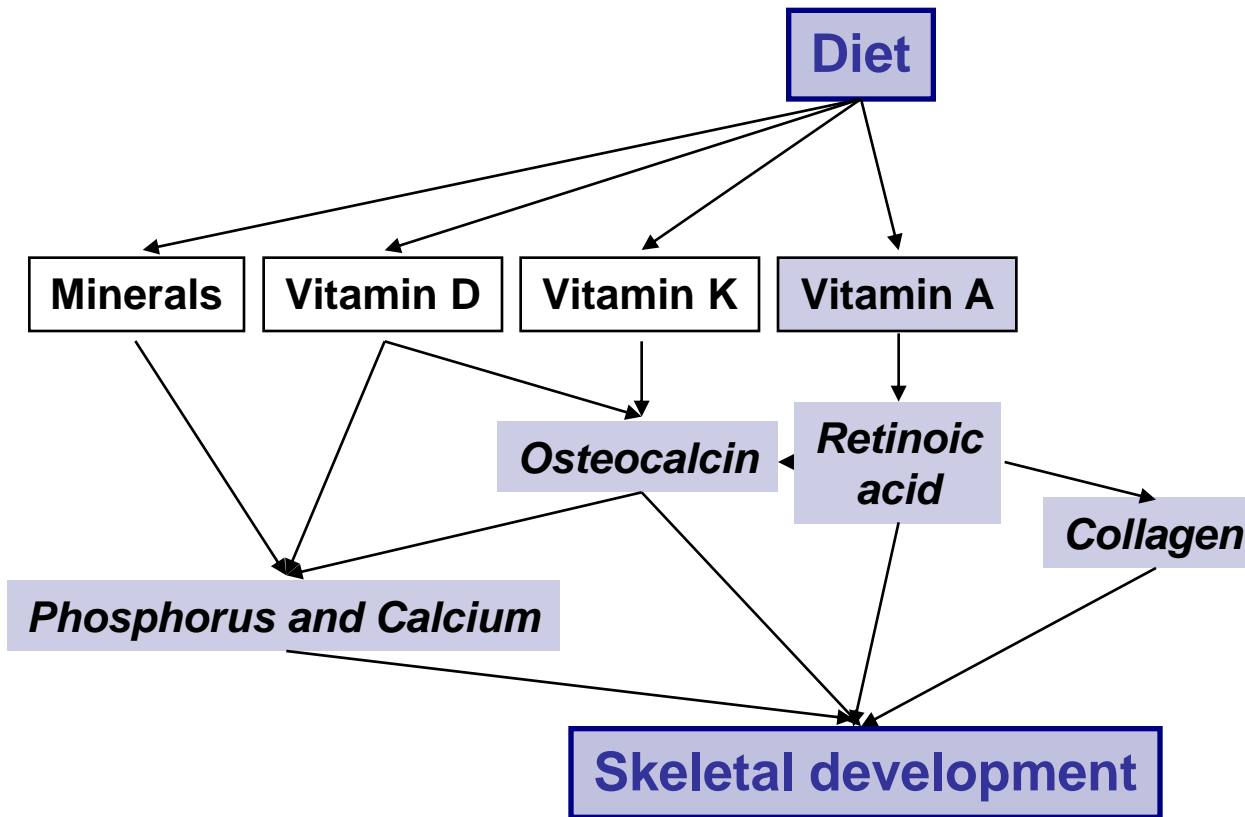 Diet
Minerals
Vitamin D
Vitamin K
Vitamin A
Osteocalcin
Retinoic
acid
Collagen
Phosphorus and Calcium
Skeletal development